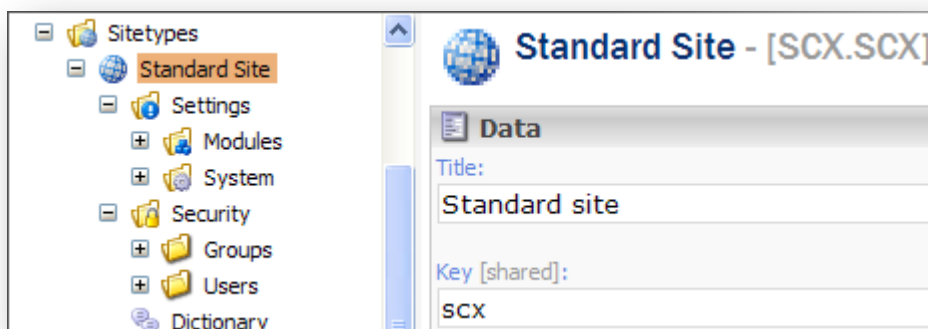 Sitetypes
Standard Site
Settings
Modules
System
Security
Groups
Users
Dictionary
Standard Site - [SCX.SCX]
Data
Title:
Standard site
Key [shared]:
scx